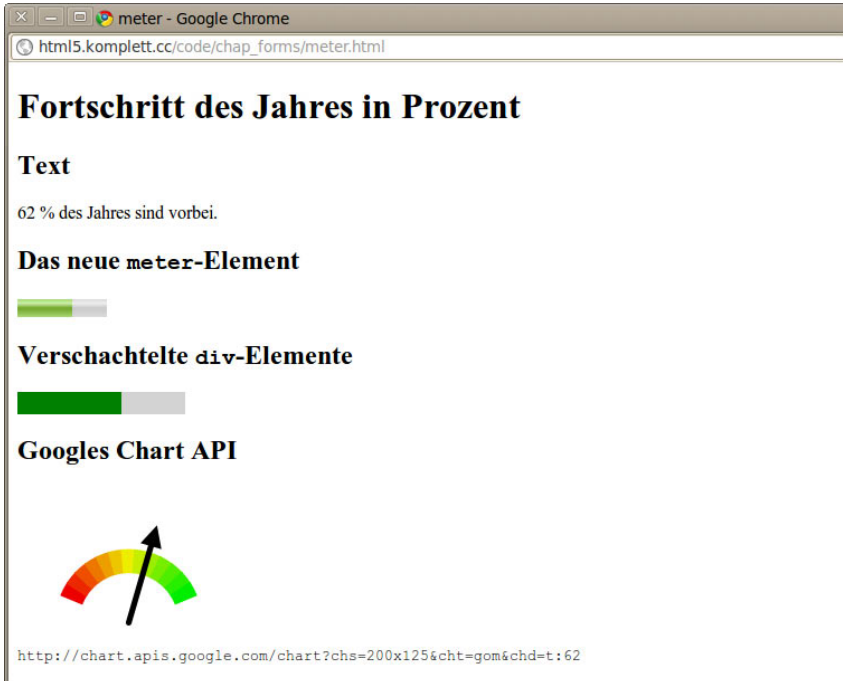 meter - Google Chrome
html5.komplett.cc/code/chap_forms/meter.html
Fortschritt des Jahres in Prozent
Text
62 % des Jahres sind vorbei.
Das neue meter-Element
Verschachtelte div-Elemente
Googles Chart API
http://chart.apis.google.com/chart?chs=200x125&cht=gom&chd=t:62